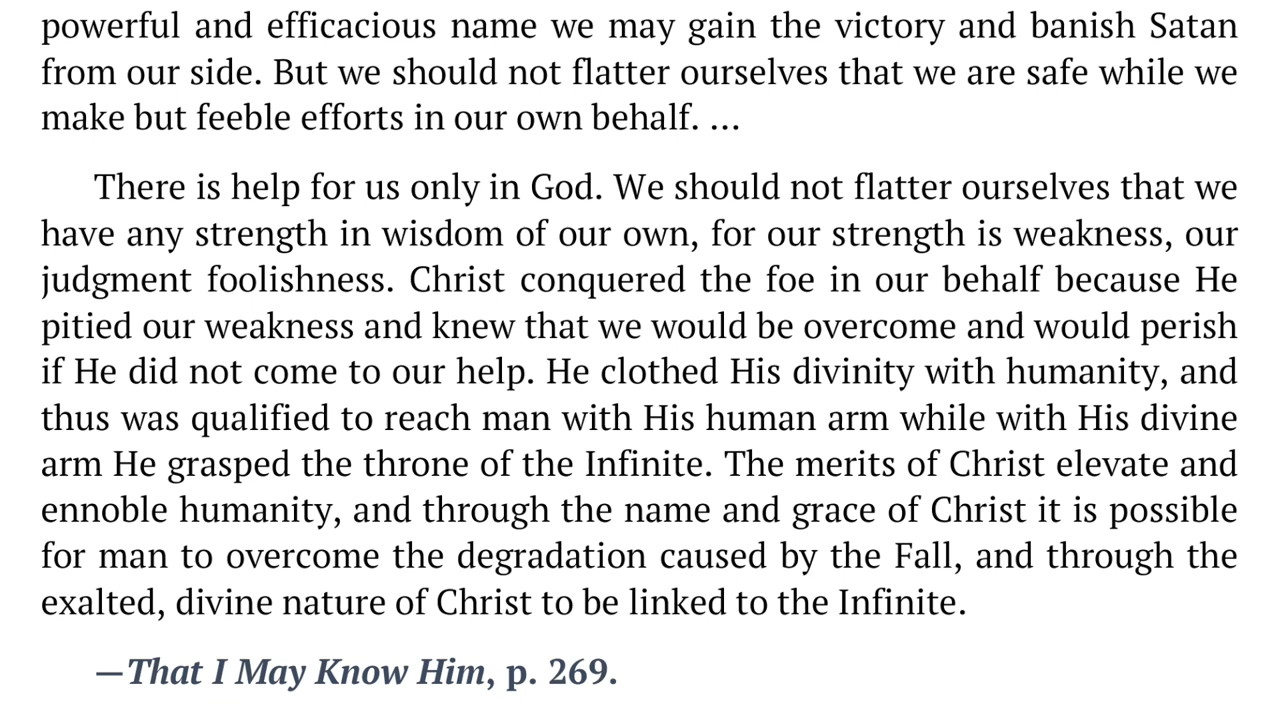 powerful and efficacious name we may gain the victory and banish Satan
from our side. But we should not flatter ourselves that we are safe while we
make but feeble efforts in our own behalf. ...
There is help for us only in God. We should not flatter ourselves that we
have any strength in wisdom of our own, for our strength is weakness, our
judgment foolishness. Christ conquered the foe in our behalf because He
pitied our weakness and knew that we would be overcome and would perish
if He did not come to our help. He clothed His divinity with humanity, and
thus was qualified to reach man with His human arm while with His divine
arm He grasped the throne of the Infinite. The merits of Christ elevate and
ennoble humanity, and through the name and grace of Christ it is possible
for man to overcome the degradation caused by the Fall, and through the
exalted, divine nature of Christ to be linked to the Infinite.
—That I May Know Him, p. 269.